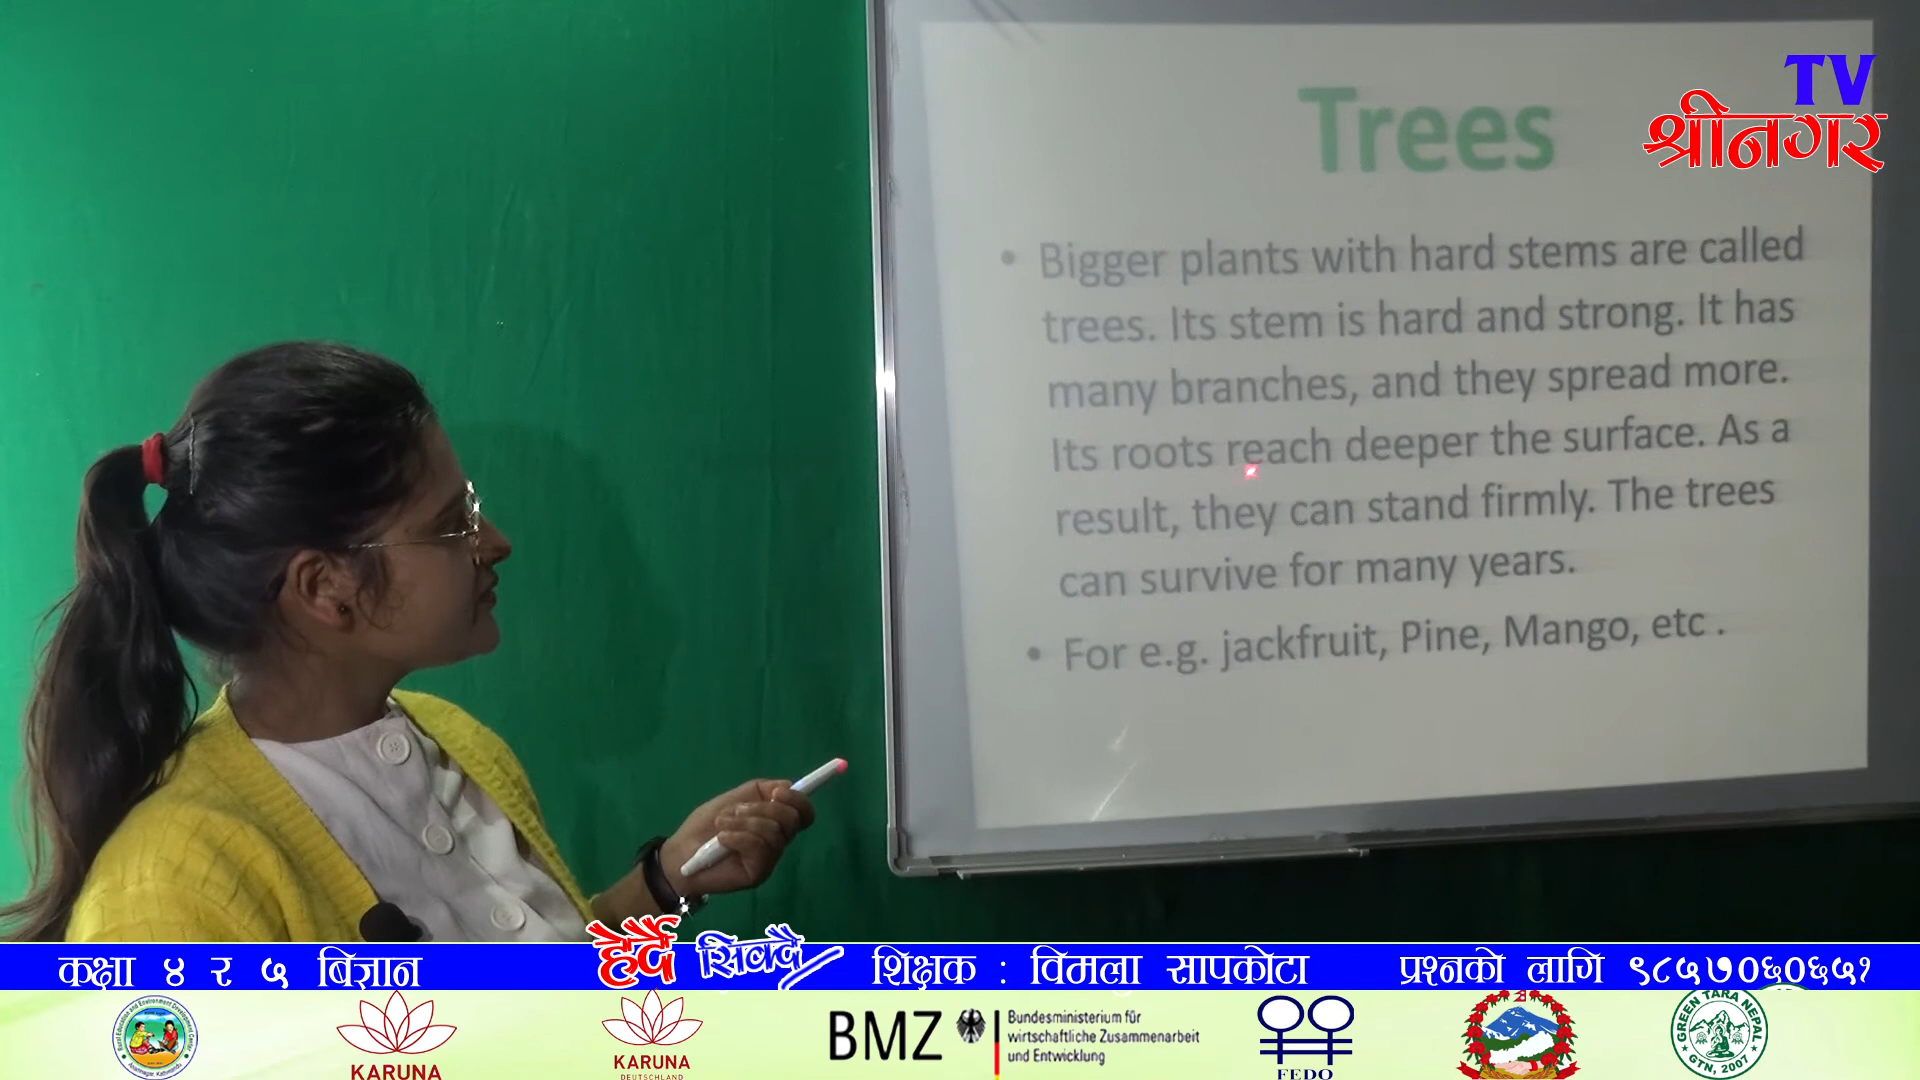 TV
श्रीनगर
Trees
• Bigger plants with hard stems are called
trees. Its stem is hard and strong. It has
many branches, and they spread more.
Its roots reach deeper the surface. As a
result, they can stand firmly. The trees
can survive for many years.
• For e.g. jackfruit, Pine, Mango, etc .
कक्षा ४ र ५ बिज्ञान
हेर्दै सिक्दै
शिक्षक : विमला सापकोटा
प्रश्नको लागि ९८५७०६०६५१
KARUNA
KARUNA
DEUTSCHLAND
BMZ
Bundesministerium für
wirtschaftliche Zusammenarbeit
und Entwicklung
FEDO
GREEN TARA NEPAL
GTN, 2007